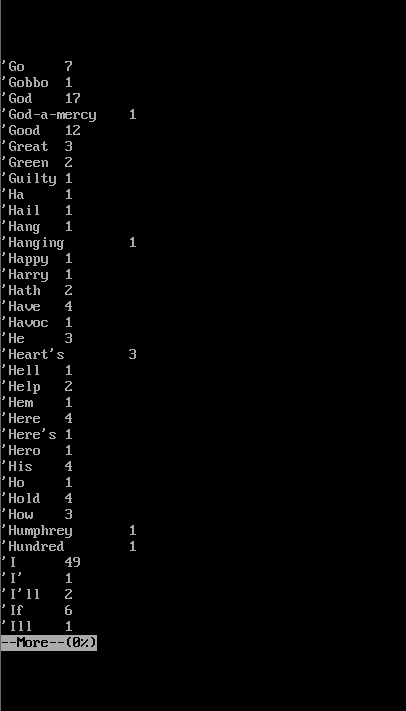 'Go 7
'Gobbo 1
'God 17
'God-a-mercy 1
'Good 12
'Great 3
'Green 2
'Guilty 1
'Ha 1
'Hail 1
'Hang 1
'Hanging 1
'Happy 1
'Harry 1
'Hath 2
'Have 4
'Havoc 1
'He 3
'Heart's 3
'Hell 1
'Help 2
'Hem 1
'Here 4
'Here's 1
'Hero 1
'His 4
'Ho 1
'Hold 4
'How 3
'Humphrey 1
'Hundred 1
'I 49
'I' 1
'I'll 2
'If 6
'Ill 1
--More--(0%)